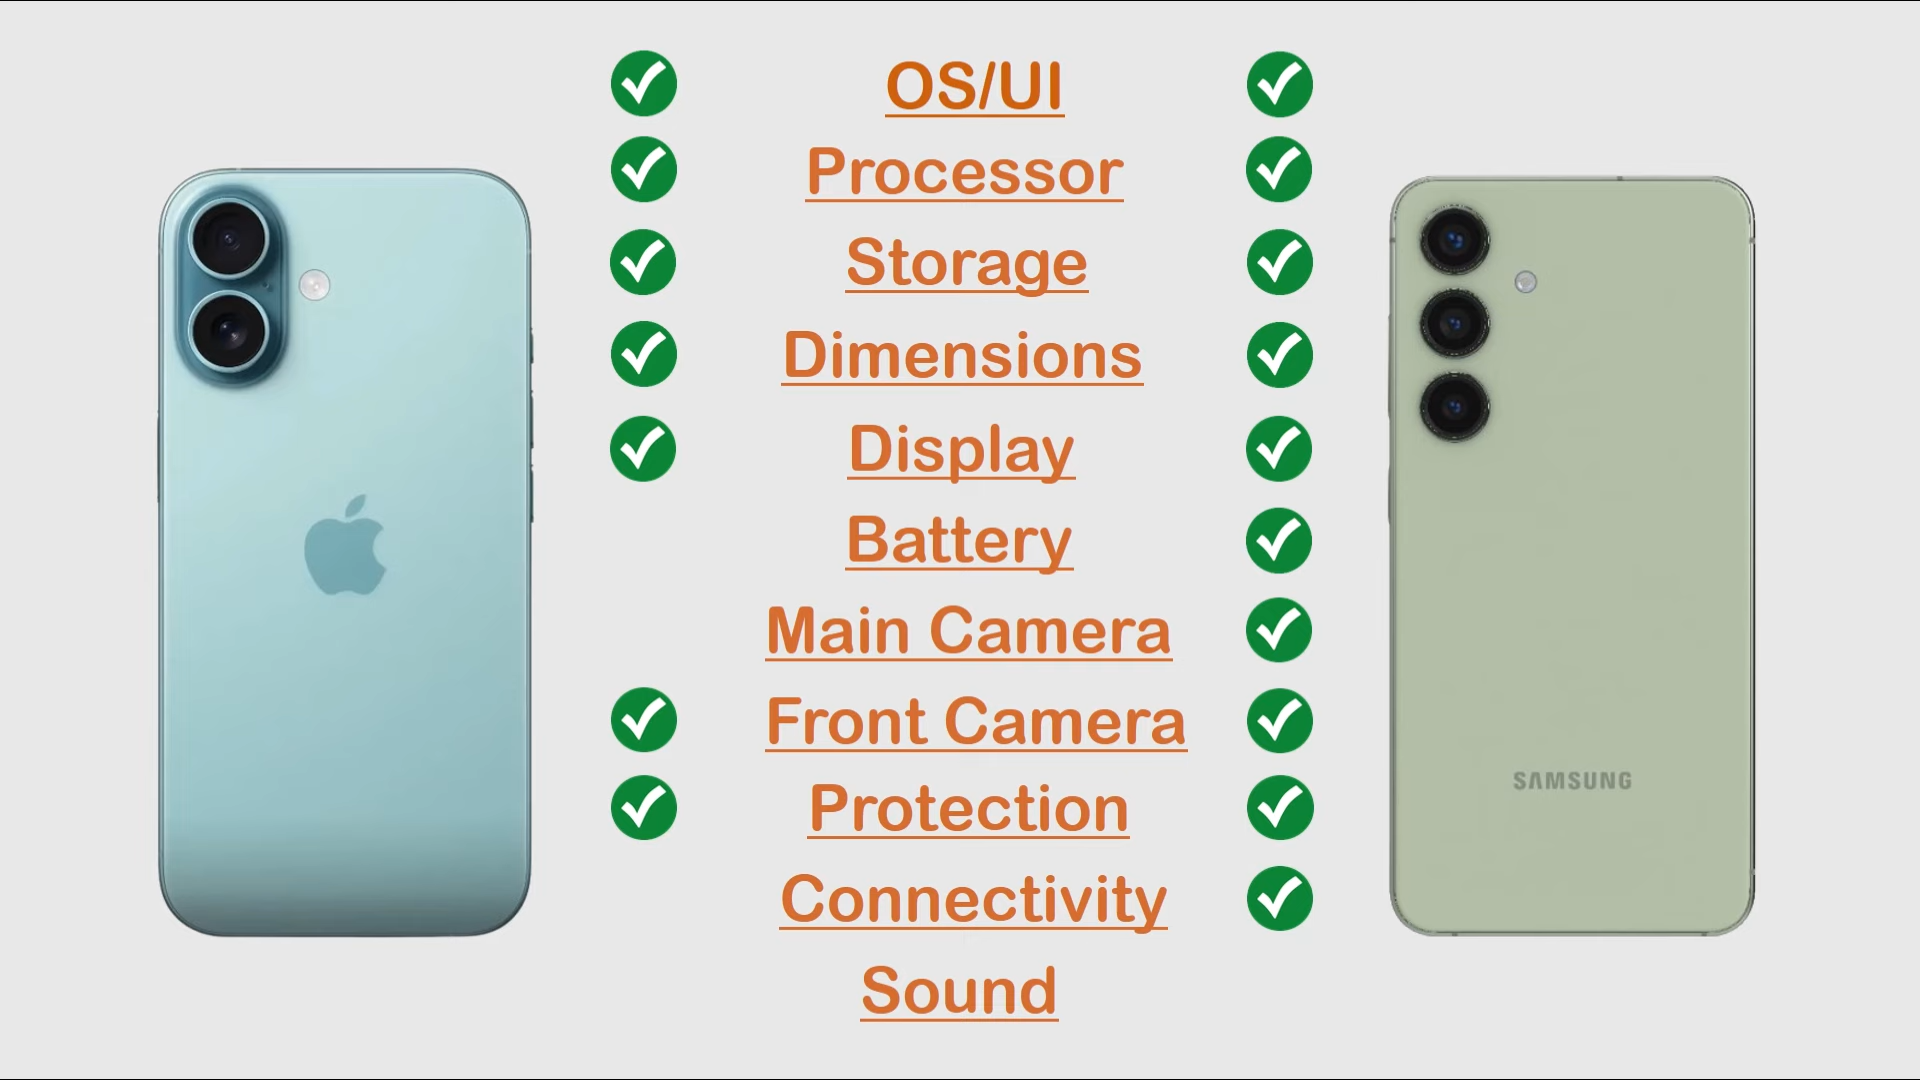 OS/UI
Processor
Storage
Dimensions
Display
Battery
Main Camera
Front Camera
Protection
SAMSUNG
Connectivity
Sound